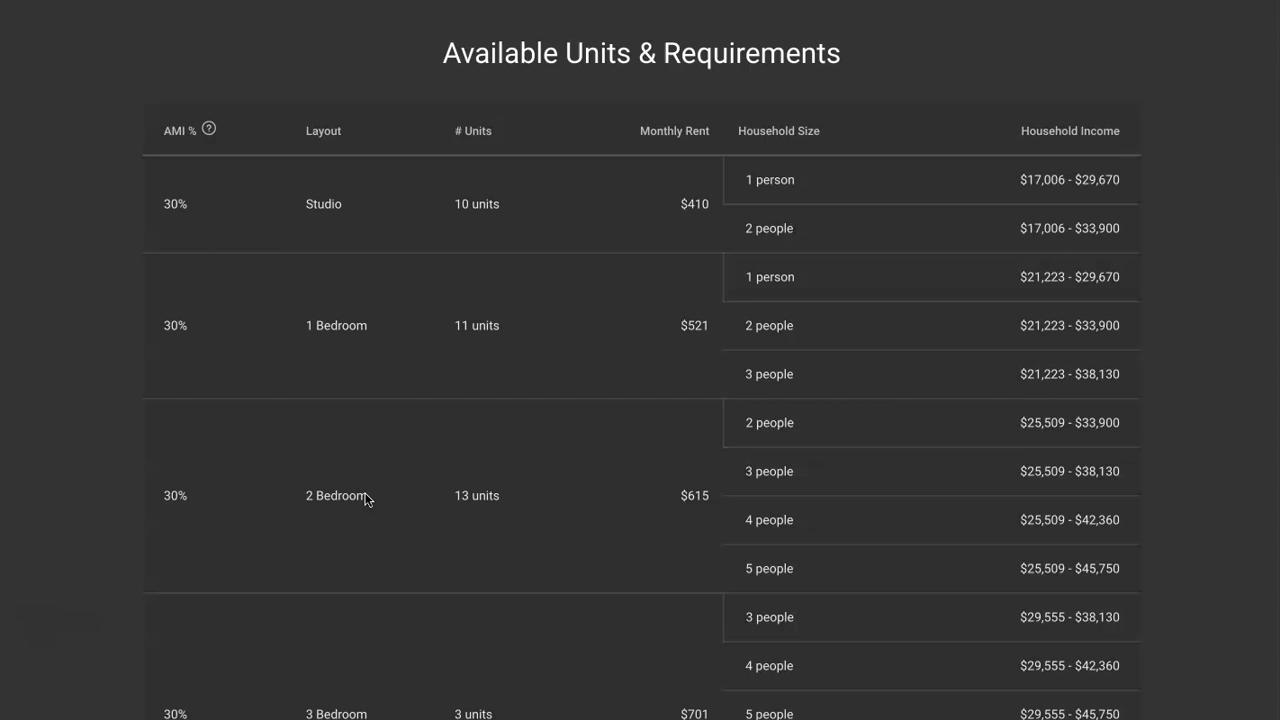 Available Units & Requirements
AMI % ? Layout # Units Monthly Rent Household Size Household Income
1 person $17,006 - $29,670
30% Studio 10 units $410
2 people $17,006 - $33,900
1 person $21,223 - $29,670
30% 1 Bedroom 11 units $521 2 people $21,223 - $33,900
3 people $21,223 - $38,130
2 people $25,509 - $33,900
3 people $25,509 - $38,130
30% 2 Bedroom 13 units $615
4 people $25,509 - $42,360
5 people $25,509 - $45,750
3 people $29,555 - $38,130
4 people $29,555 - $42,360
30% 3 Bedroom 3 units $701 5 people $29,555 - $45,750